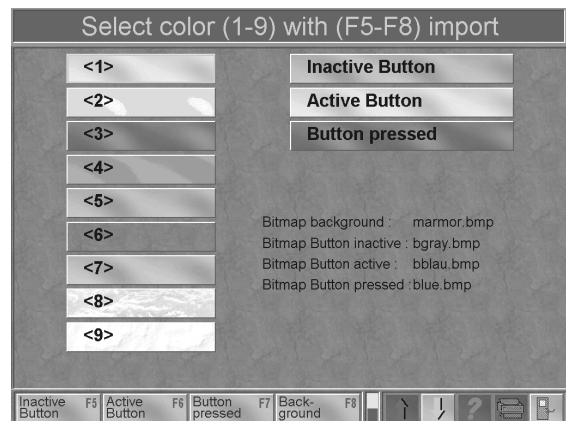 Select color (1-9) with (F5-F8) import
<1>
<2>
<3>
<4>
<5>
<6>
<7>
<8>
<9>
Inactive Button
Active Button
Button pressed
Bitmap background : marmor.bmp
Bitmap Button inactive : bgray.bmp
Bitmap Button active : bblau.bmp
Bitmap Button pressed : blue.bmp
Inactive F5
Button
Active F6
Button
Button F7
pressed
Back- F8
ground
?